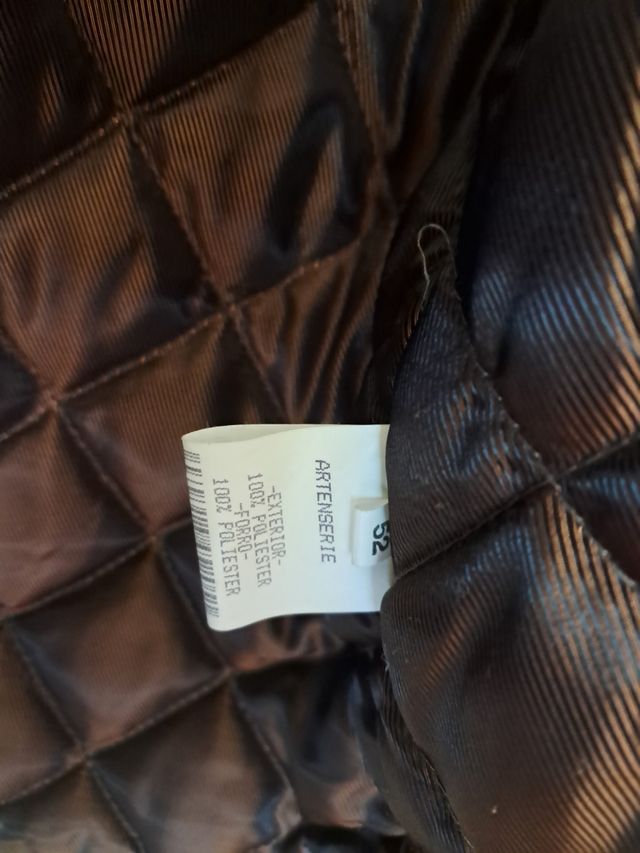 52
ARTENSERIE
-EXTERIOR-
100% POLIESTER
-FORRO-
100% POLIESTER